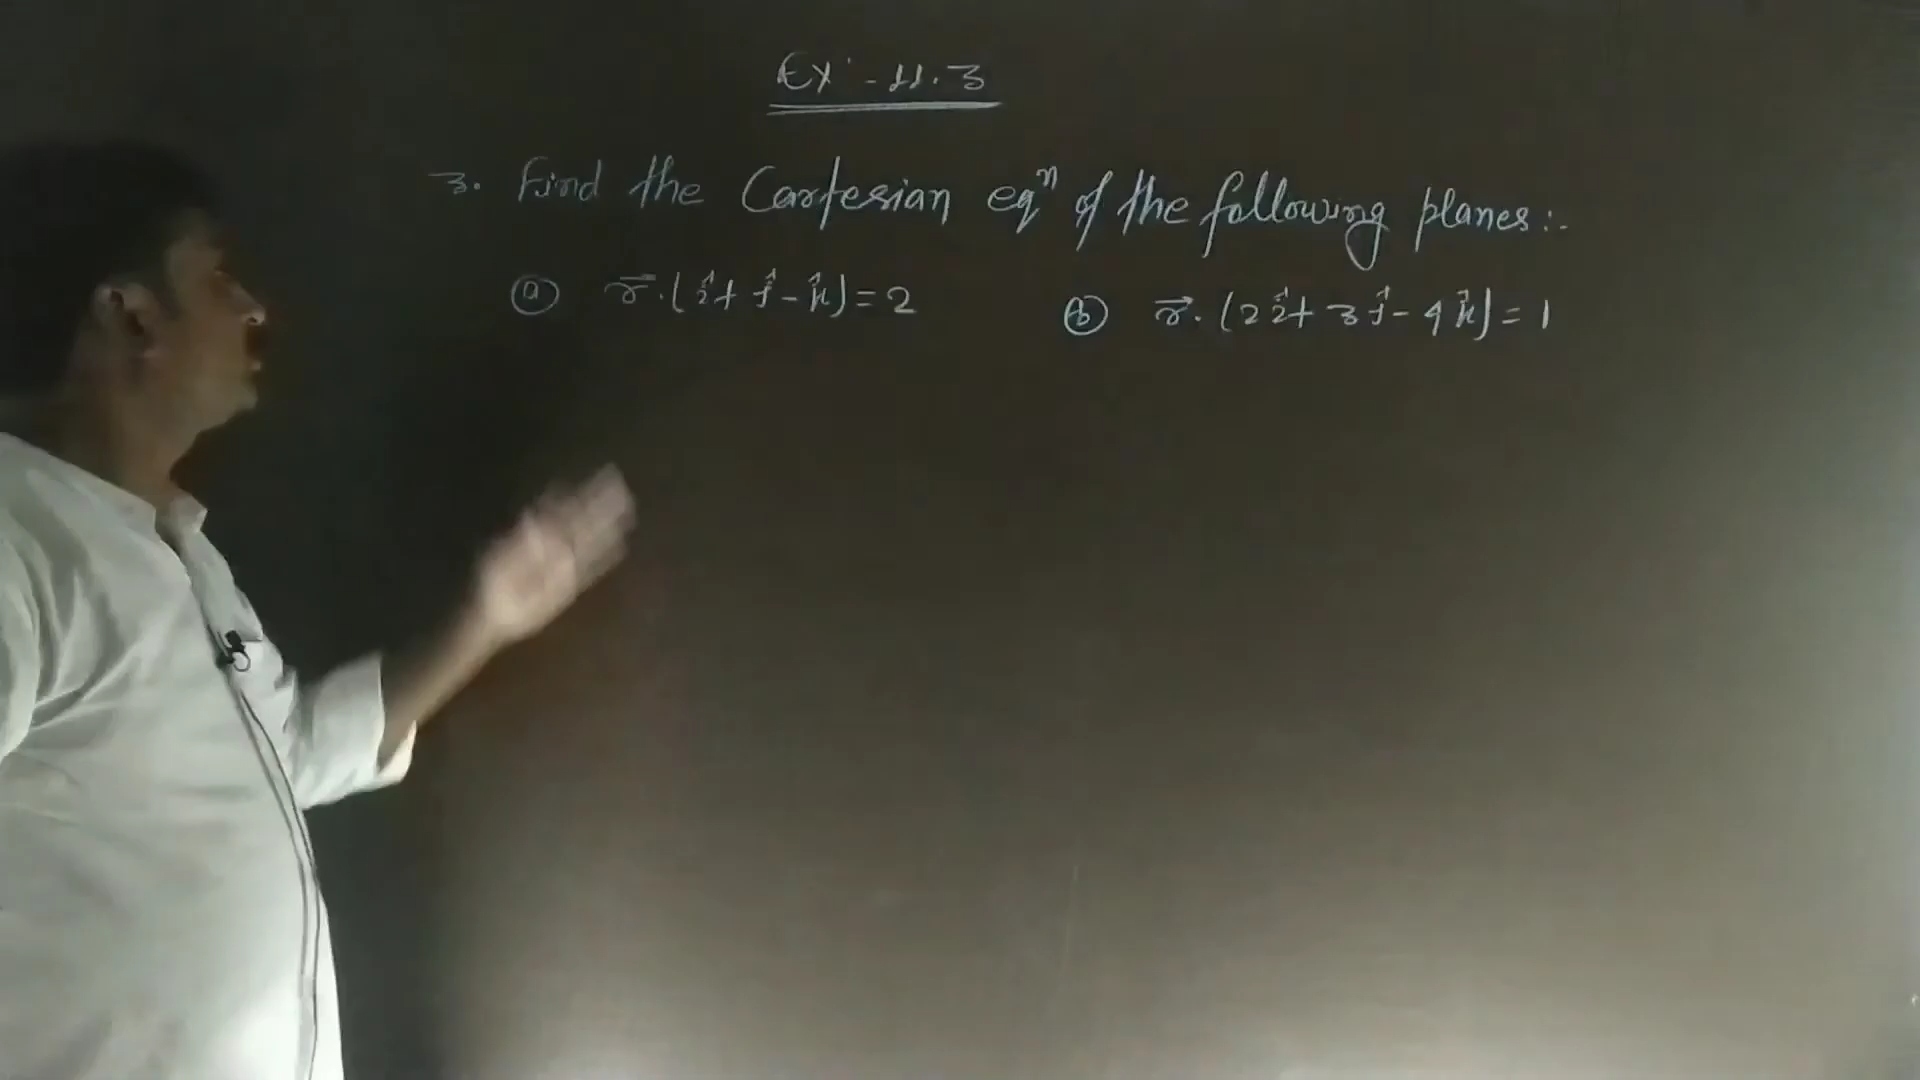 Ex - 11.3
3. Find the Cartesian eqⁿ of the following planes:-
(a) r⃗.(î+ ĵ- k̂)=2 (b) r⃗. (2î+ 3ĵ- 4k̂)= 1